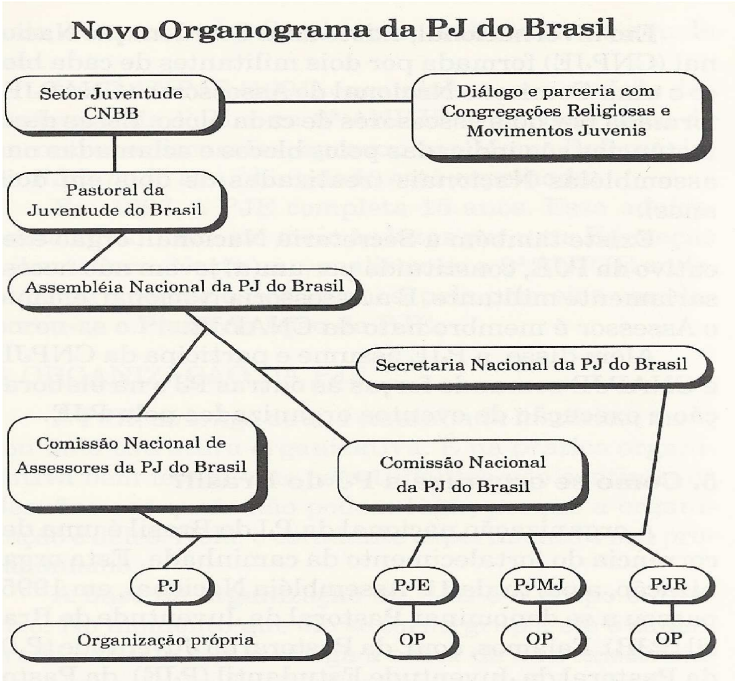 Novo Organograma da PJ do Brasil
Setor Juventude
CNBB
Diálogo e parceria com
Congregações Religiosas e
Movimentos Juvenis
Pastoral da
Juventude do Brasil
Assembléia Nacional da PJ do Brasil
Secretaria Nacional da PJ do Brasil
Comissão Nacional de
Assessores da PJ do Brasil
Comissão Nacional
da PJ do Brasil
PJ
PJE
PJMJ
PJR
Organização própria
OP
OP
OP